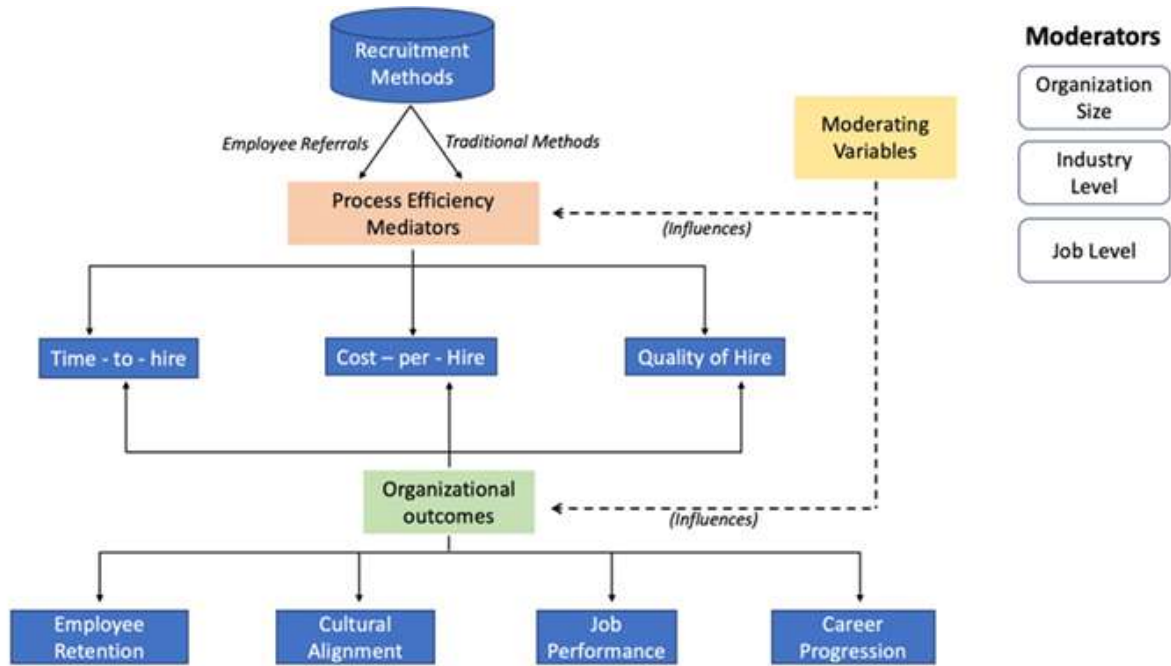 Recruitment
Methods
Moderators
Organization
Size
Employee Referrals
Traditional Methods
Moderating
Variables
Industry
Level
Process Efficiency
Mediators
(Influences)
Job Level
Time - to - hire
Cost – per - Hire
Quality of Hire
Organizational
outcomes
(Influences)
Employee
Retention
Cultural
Alignment
Job
Performance
Career
Progression